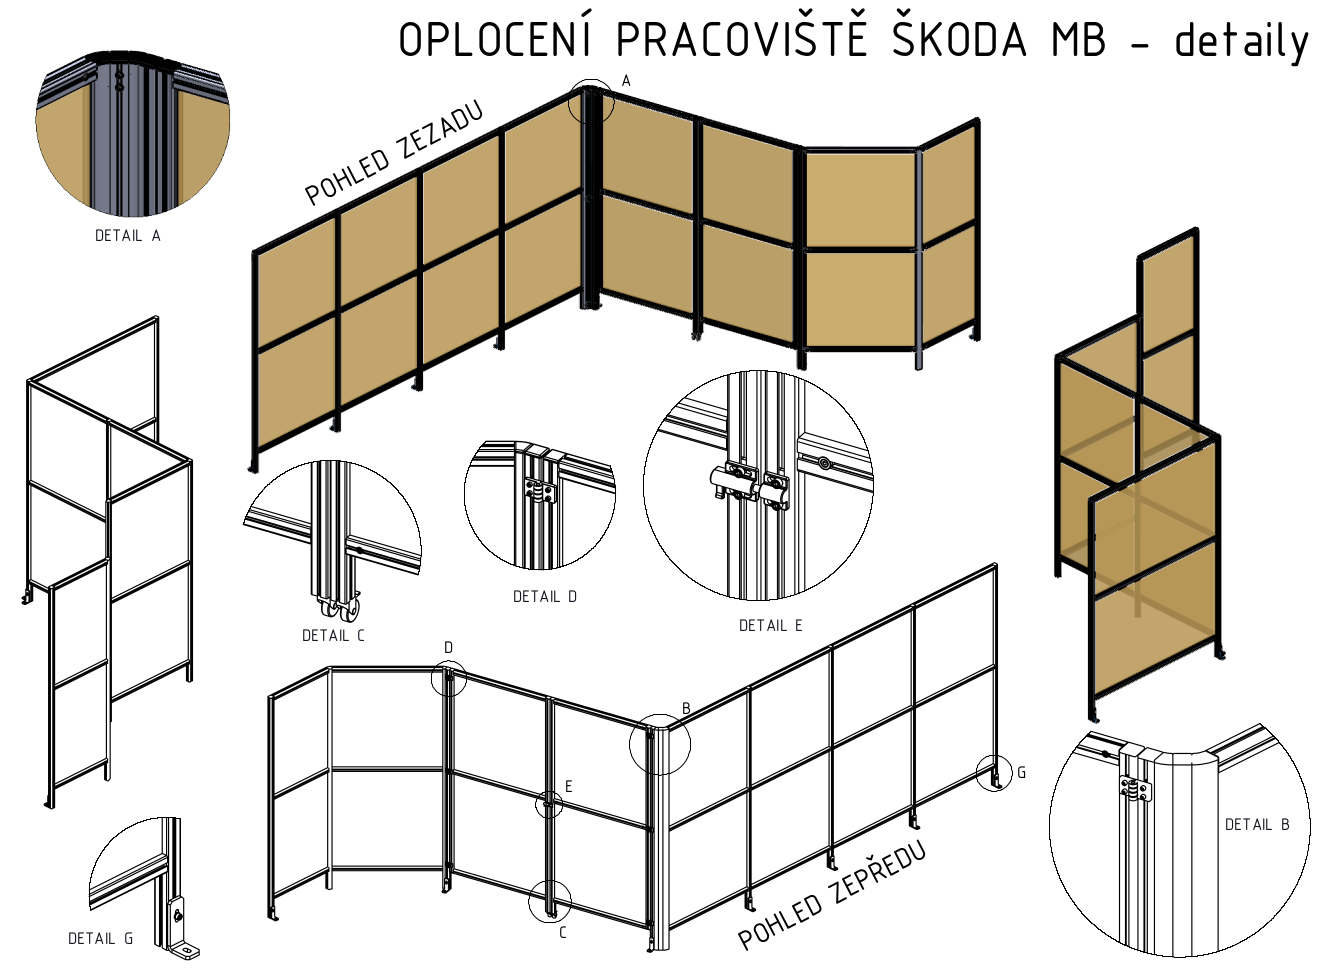 OPLOCENÍ PRACOVIŠTĚ ŠKODA MB - detaily
A
POHLED ZEZADU
DETAIL A
DETAIL D
DETAIL E
DETAIL C
D
B
E
G
C
DETAIL B
POHLED ZEPŘEDU
DETAIL G